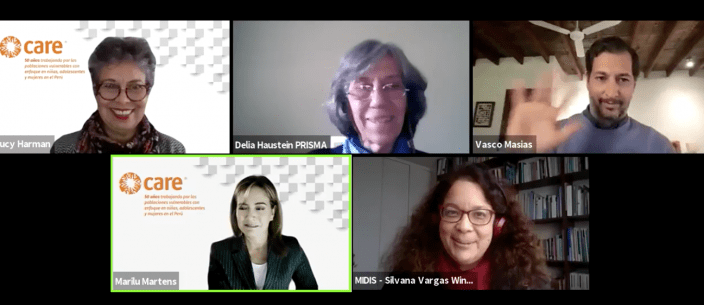 care
50 años trabajando por las
poblaciones vulnerables con
enfoque en niñas, adolescentes
y mujeres en el Perú
ucy Harman
Delia Haustein PRISMA
Vasco Masias
care
50 años trabajando por las
poblaciones vulnerables con
enfoque en niñas, adolescentes
y mujeres en el Perú
Marilu Martens
MIDIS - Silvana Vargas Win...